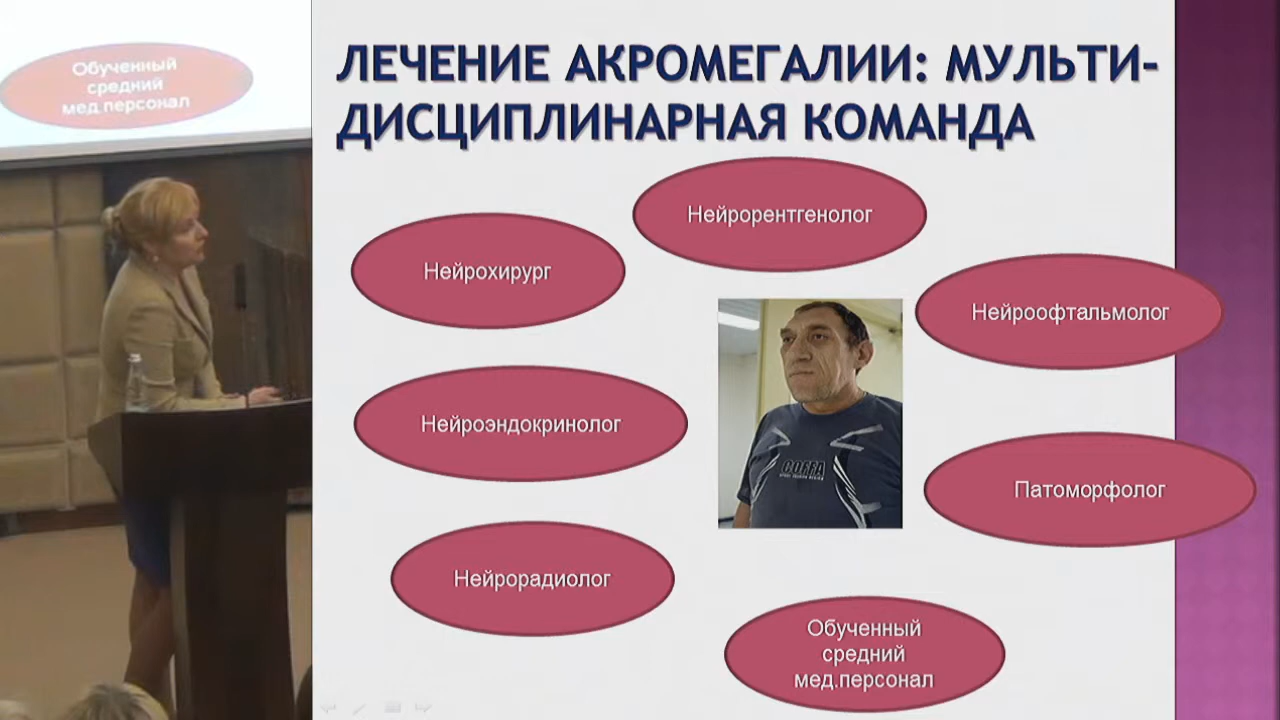 Обученный
средний
мед.персонал
ЛЕЧЕНИЕ АКРОМЕГАЛИИ: МУЛЬТИ-
ДИСЦИПЛИНАРНАЯ КОМАНДА
Нейрорентгенолог
Нейрохирург
Нейроофтальмолог
Нейроэндокринолог
COFFA
Патоморфолог
Нейрорадиолог
Обученный
средний
мед.персонал